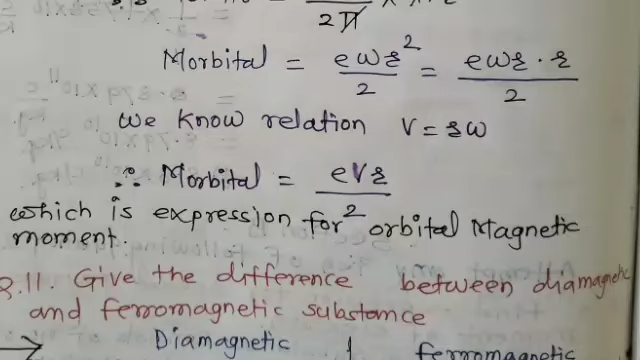 2π
Morbital = eωr²/2 = eωr·r/2
we know relation V = rω
∴ Morbital = eVr/2
which is expression for orbital Magnetic
moment.
Q.11. Give the difference between diamagnetic
and ferromagnetic substance
→ Diamagnetic | ferromagnetic